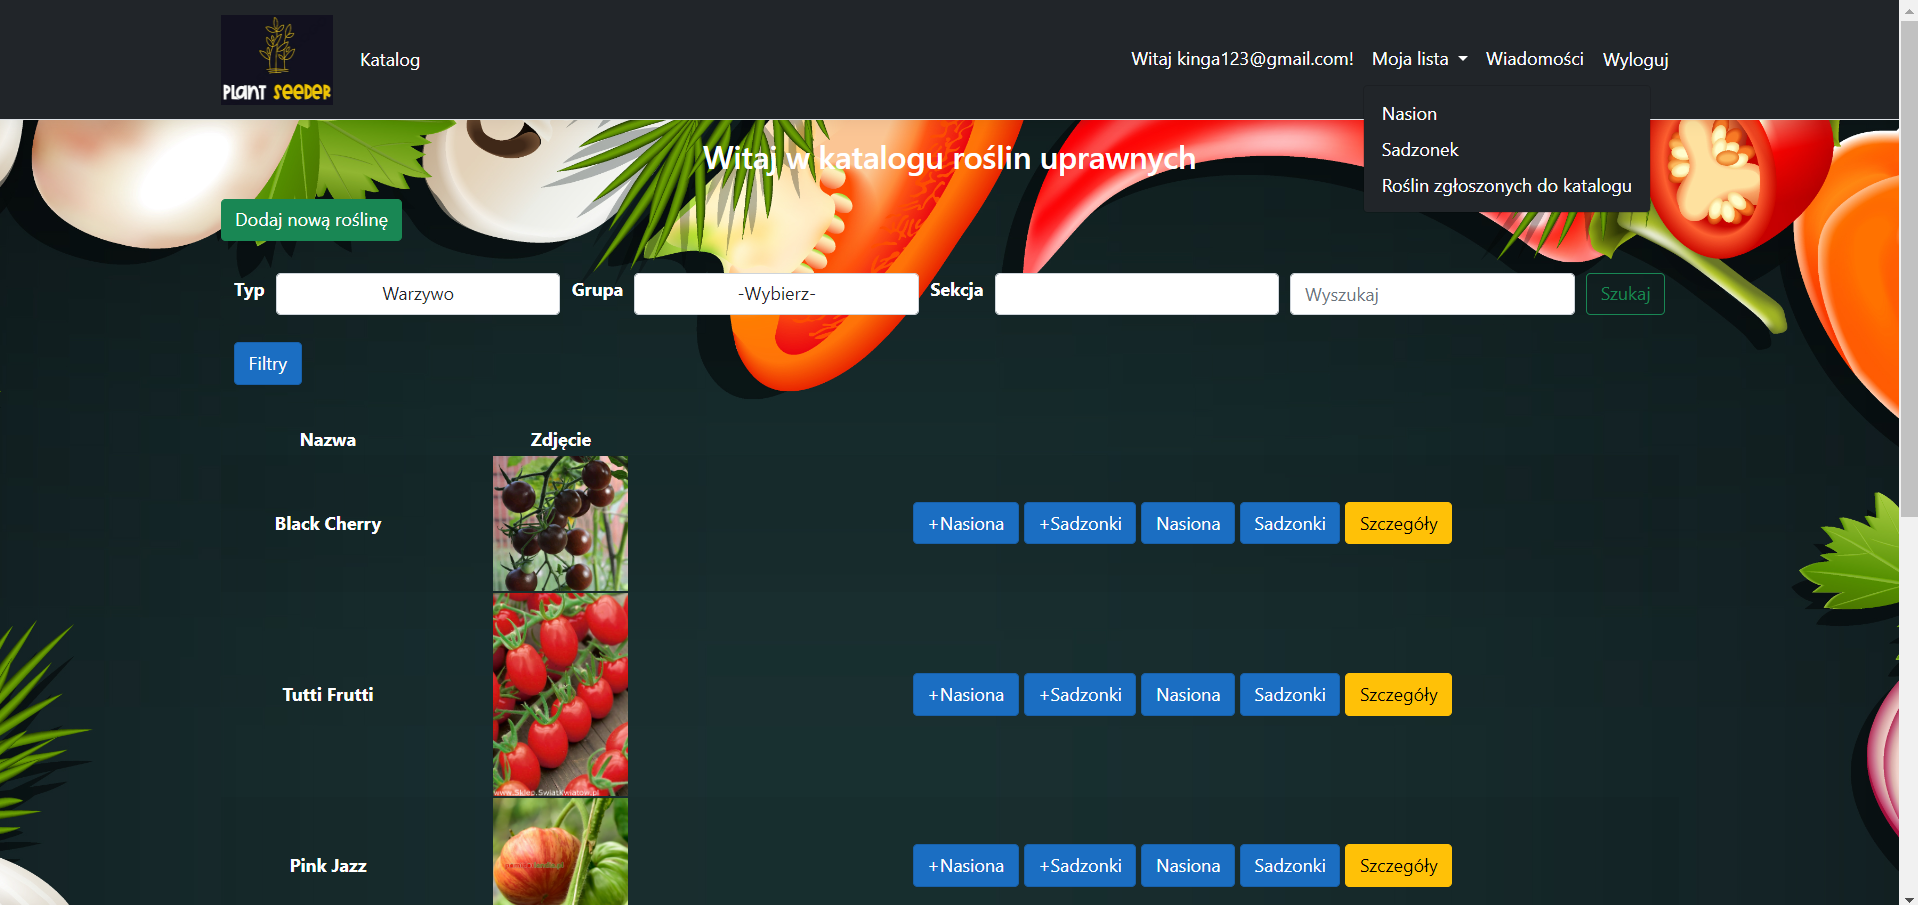 PLANT SEEDER
Katalog
Witaj kinga123@gmail.com!
Moja lista
Wiadomości
Wyloguj
Nasion
Sadzonek
Roślin zgłoszonych do katalogu
Witaj w katalogu roślin uprawnych
Dodaj nową roślinę
Typ
Warzywo
Grupa
-Wybierz-
Sekcja
Wyszukaj
Szukaj
Filtry
Nazwa
Zdjęcie
Black Cherry
+Nasiona
+Sadzonki
Nasiona
Sadzonki
Szczegóły
Tutti Frutti
www.Sklep.Swiatkwiatow.pl
+Nasiona
+Sadzonki
Nasiona
Sadzonki
Szczegóły
Pink Jazz
+Nasiona
+Sadzonki
Nasiona
Sadzonki
Szczegóły